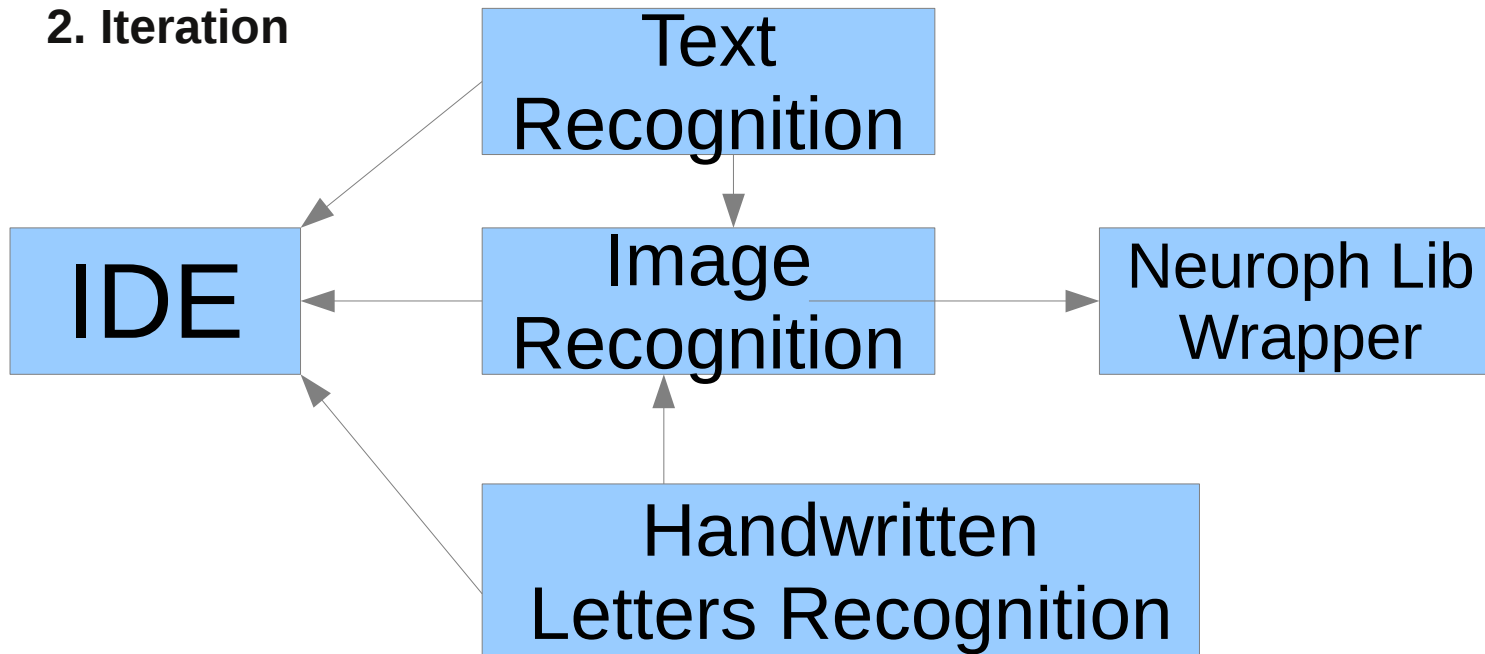 2. Iteration
Text
Recognition
IDE
Image
Recognition
Neuroph Lib
Wrapper
Handwritten
Letters Recognition